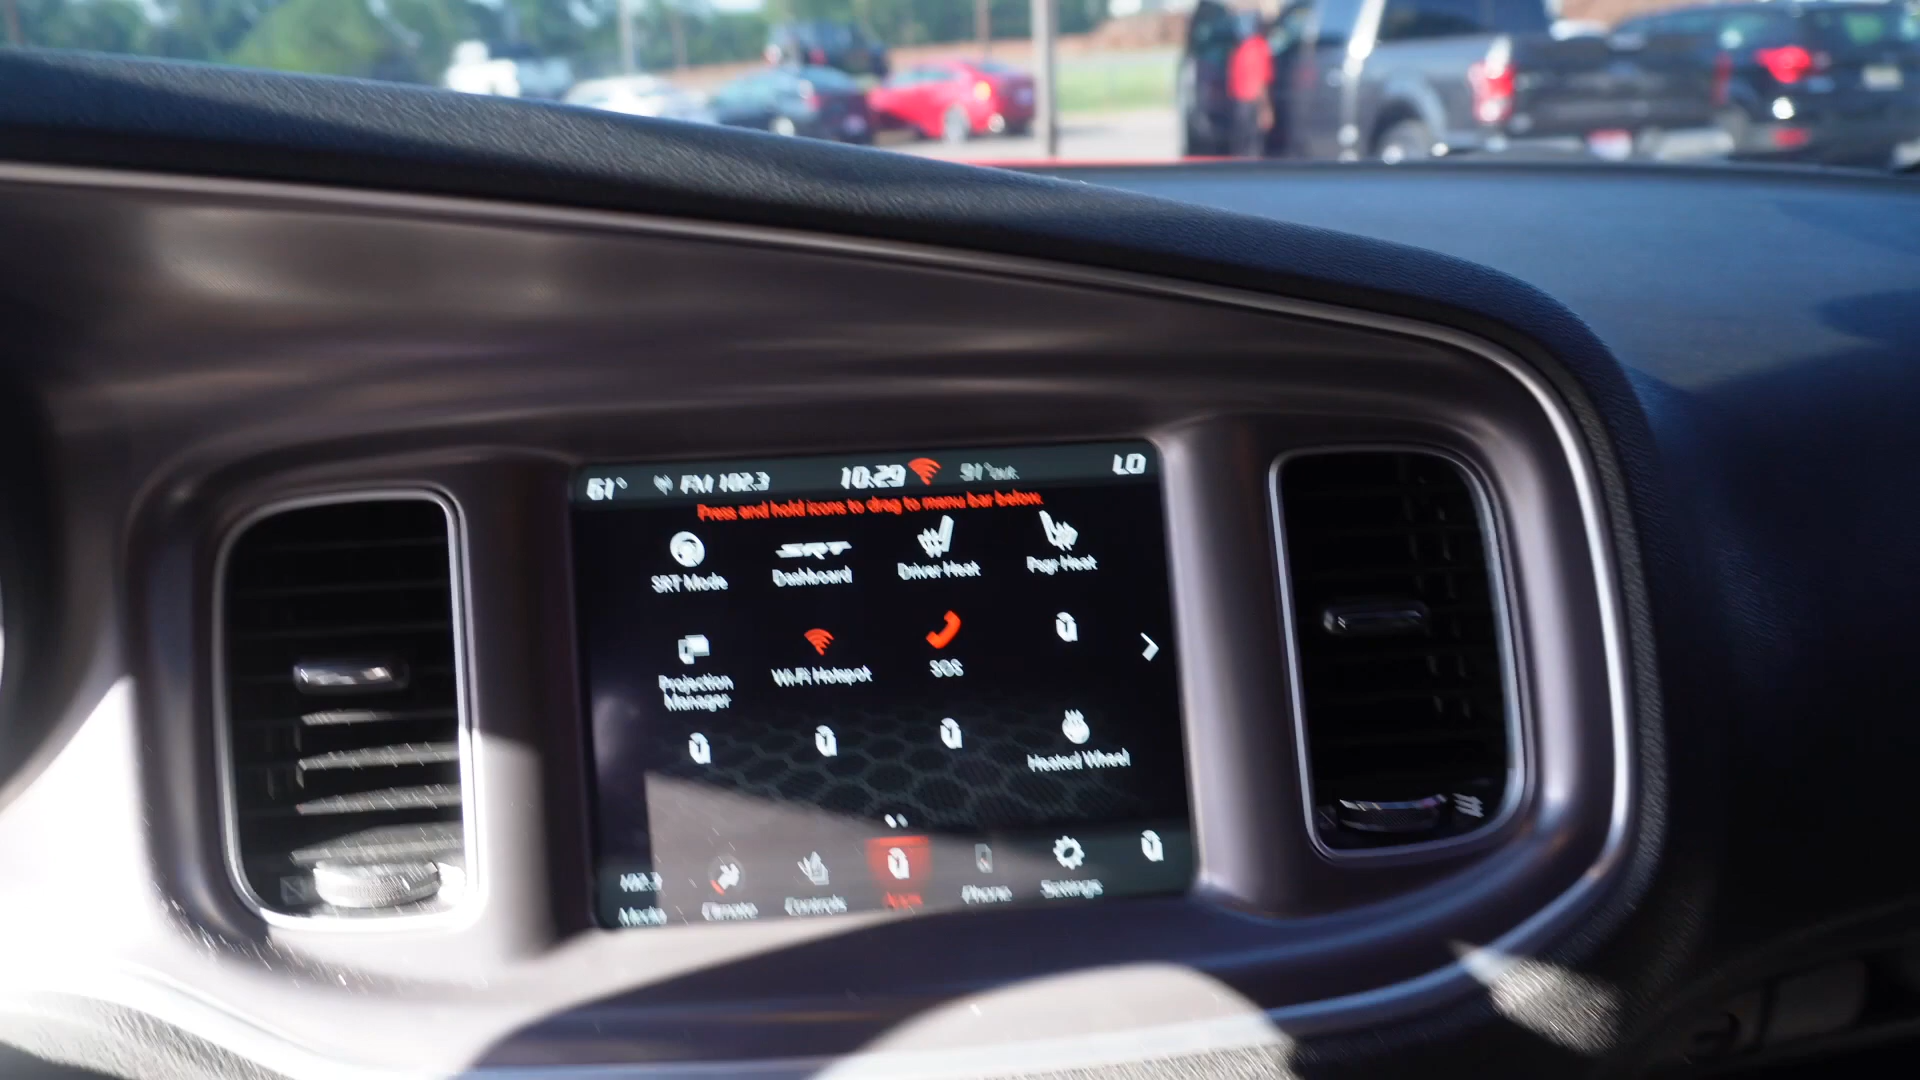 61° FM 102.3 10:29 91°out. LO
Press and hold icons to drag to menu bar below.
SRT Mode
SRT
Dashboard
Driver Heat
Psgr Heat
Projection
Manager
Wi-Fi Hotspot
SOS
Heated Wheel
102.3
Media
Climate
Controls
Apps
Phone
Settings